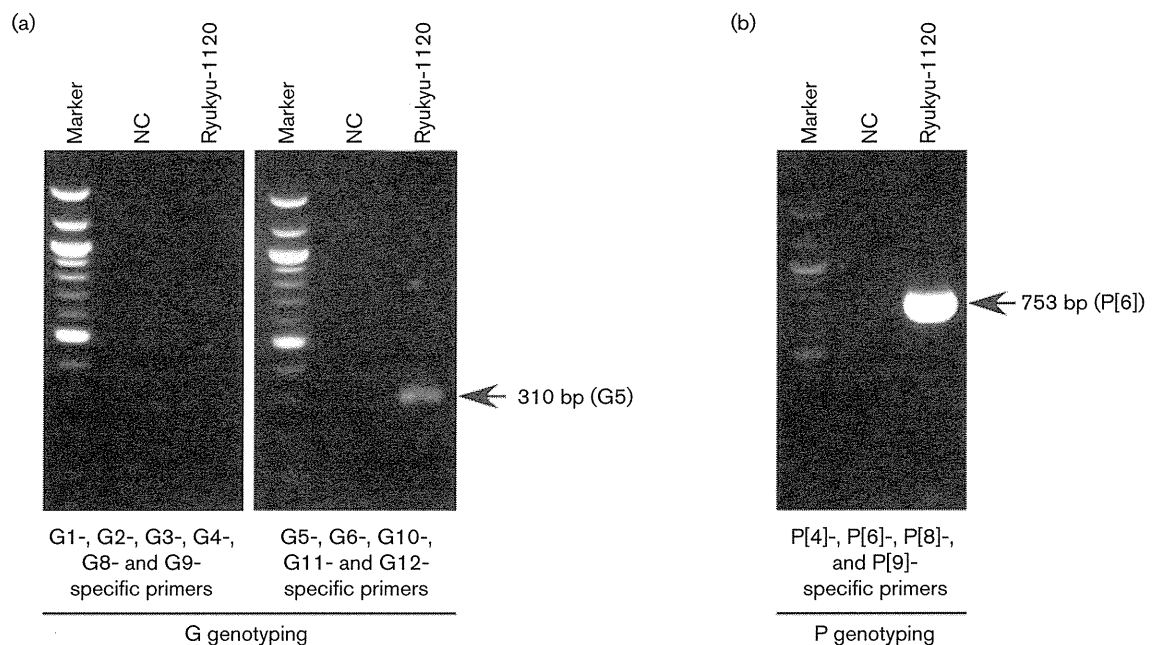 (a)
Marker
NC
Ryukyu-1120
Marker
NC
Ryukyu-1120
310 bp (G5)
G1-, G2-, G3-, G4-,
G8- and G9-
specific primers
G5-, G6-, G10-,
G11- and G12-
specific primers
G genotyping
(b)
Marker
NC
Ryukyu-1120
753 bp (P[6])
P[4]-, P[6]-, P[8]-,
and P[9]-
specific primers
P genotyping